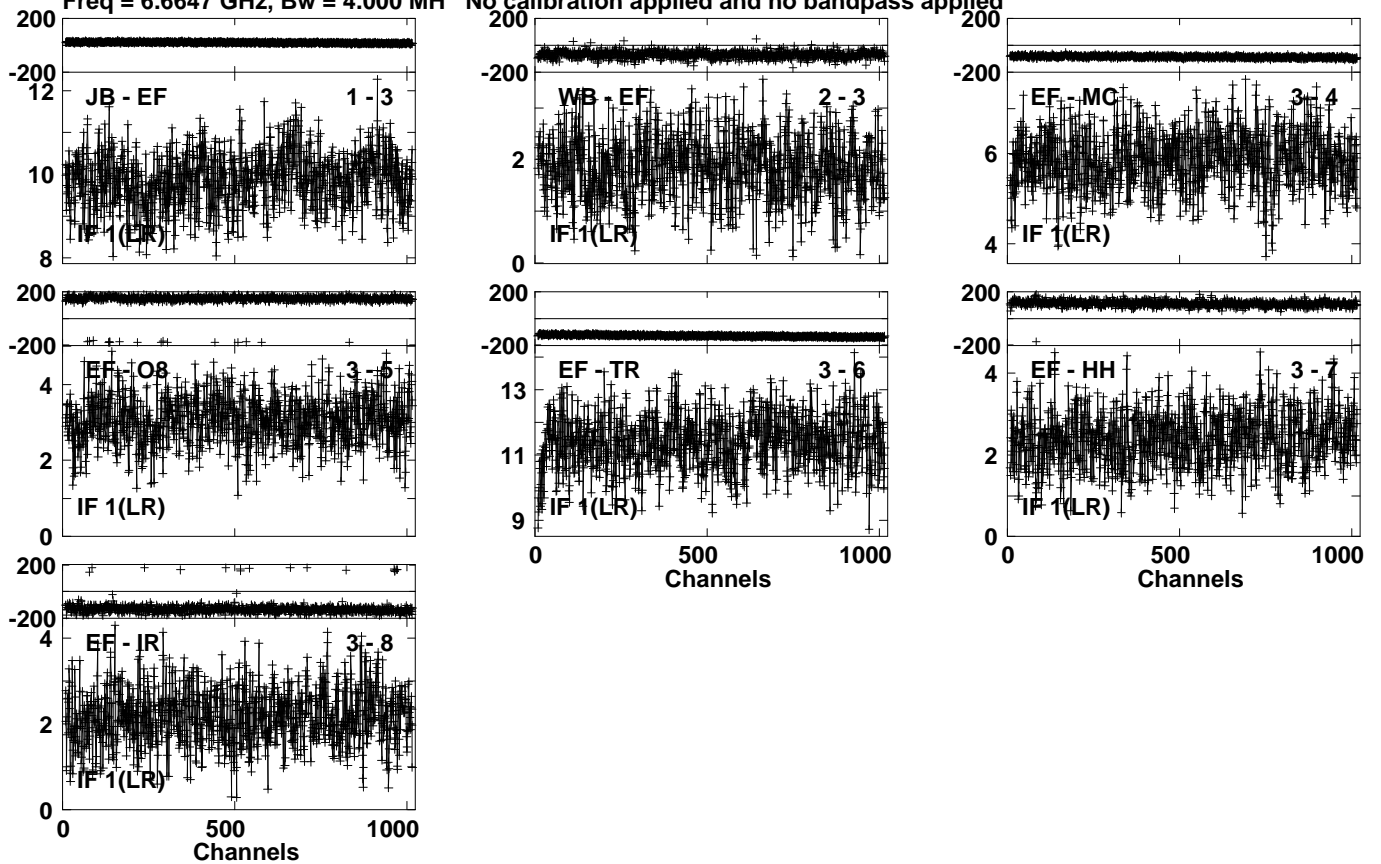 Freq = 6.6647 GHz, Bw = 4.000 MH No calibration applied and no bandpass applied
200
-200
12
10
8
JB - EF
1 - 3
IF 1(LR)
200
-200
2
0
WB - EF
2 - 3
IF 1(LR)
200
-200
6
4
EF - MC
3 - 4
IF 1(LR)
200
-200
4
2
0
EF - O8
3 - 5
IF 1(LR)
200
-200
13
11
9
EF - TR
3 - 6
IF 1(LR)
0
500
1000
Channels
200
-200
4
2
0
EF - HH
3 - 7
IF 1(LR)
0
500
1000
Channels
200
-200
4
2
0
EF - IR
3 - 8
IF 1(LR)
0
500
1000
Channels